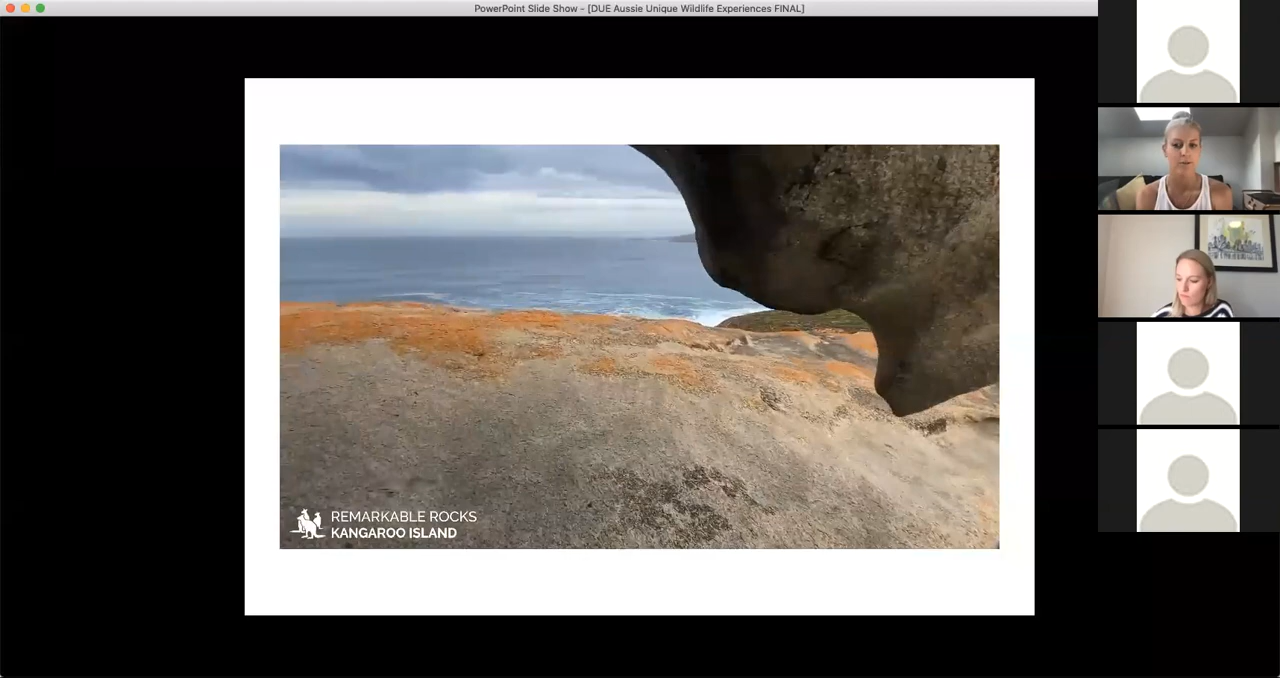 PowerPoint Slide Show - [DUE Aussie Unique Wildlife Experiences FINAL]
REMARKABLE ROCKS
KANGAROO ISLAND